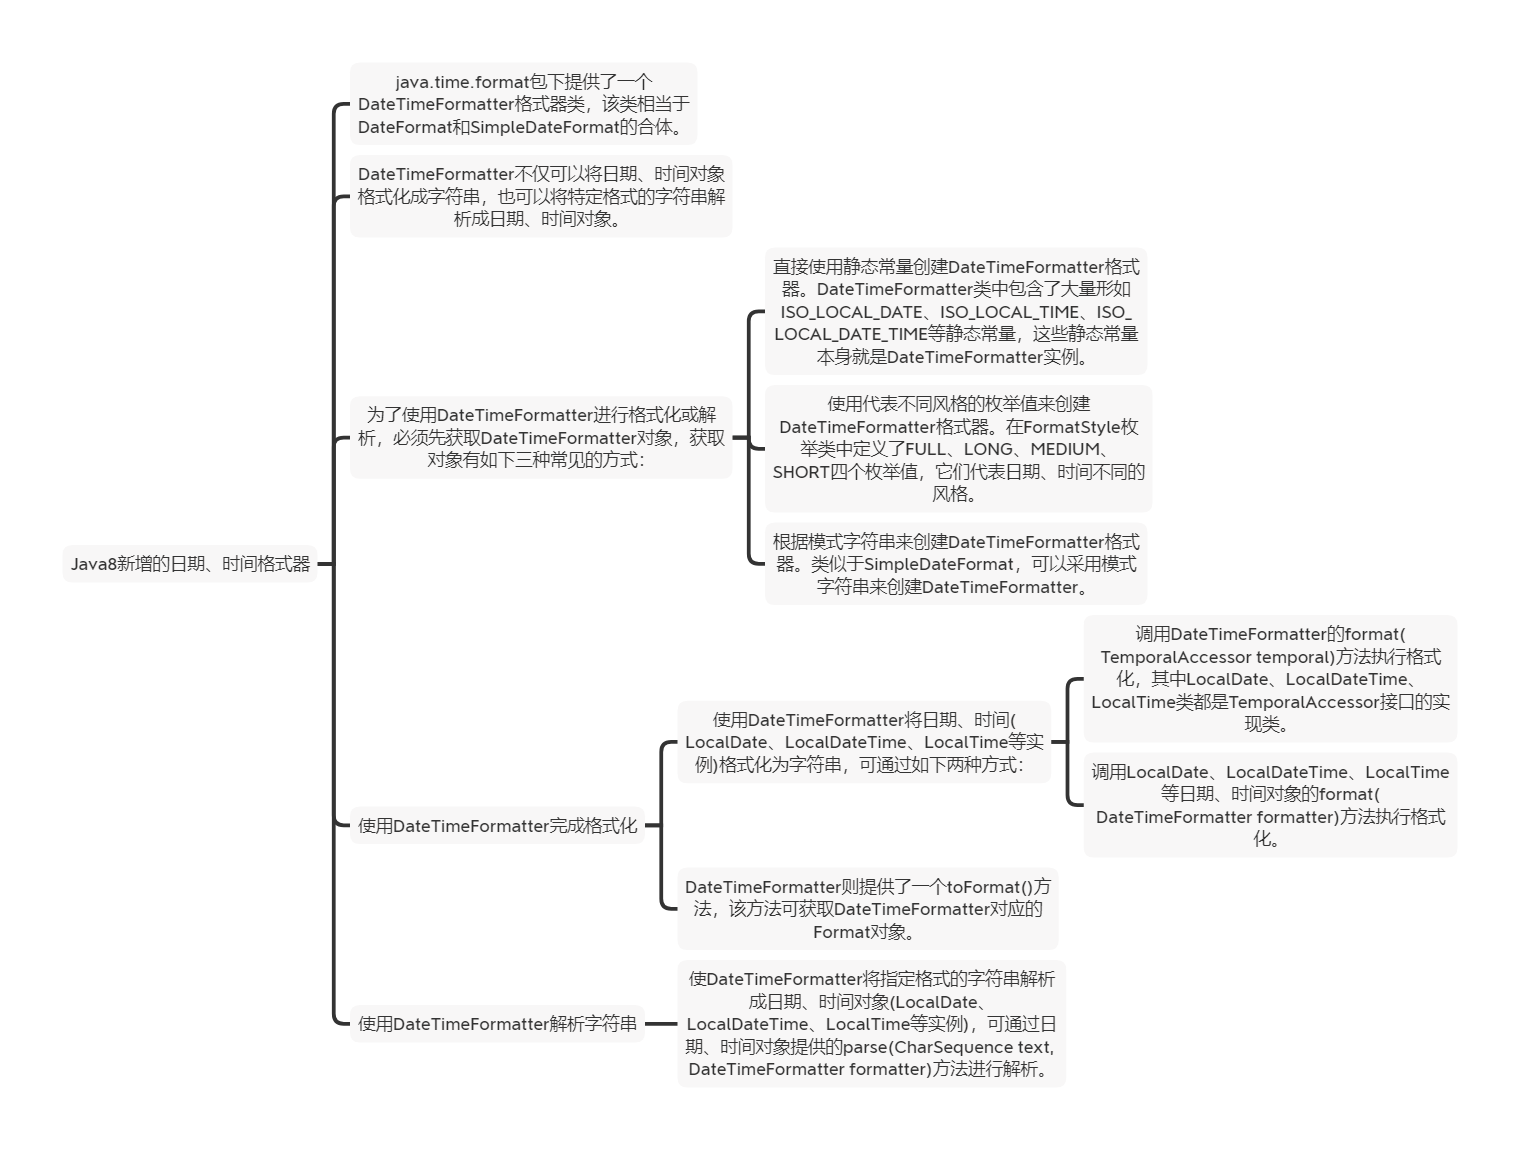 java.time.format包下提供了一个
DateTimeFormatter格式器类，该类相当于
DateFormat和SimpleDateFormat的合体。
DateTimeFormatter不仅可以将日期、时间对象
格式化成字符串，也可以将特定格式的字符串解
析成日期、时间对象。
直接使用静态常量创建DateTimeFormatter格式
器。DateTimeFormatter类中包含了大量形如
ISO_LOCAL_DATE、ISO_LOCAL_TIME、ISO_
LOCAL_DATE_TIME等静态常量，这些静态常量
本身就是DateTimeFormatter实例。
为了使用DateTimeFormatter进行格式化或解
析，必须先获取DateTimeFormatter对象，获取
对象有如下三种常见的方式：
使用代表不同风格的枚举值来创建
DateTimeFormatter格式器。在FormatStyle枚
举类中定义了FULL、LONG、MEDIUM、
SHORT四个枚举值，它们代表日期、时间不同的
风格。
根据模式字符串来创建DateTimeFormatter格式
器。类似于SimpleDateFormat，可以采用模式
字符串来创建DateTimeFormatter。
Java8新增的日期、时间格式器
调用DateTimeFormatter的format(
TemporalAccessor temporal)方法执行格式
化，其中LocalDate、LocalDateTime、
LocalTime类都是TemporalAccessor接口的实
现类。
使用DateTimeFormatter将日期、时间(
LocalDate、LocalDateTime、LocalTime等实
例)格式化为字符串，可通过如下两种方式：
调用LocalDate、LocalDateTime、LocalTime
等日期、时间对象的format(
DateTimeFormatter formatter)方法执行格式
化。
使用DateTimeFormatter完成格式化
DateTimeFormatter则提供了一个toFormat()方
法，该方法可获取DateTimeFormatter对应的
Format对象。
使用DateTimeFormatter解析字符串
使DateTimeFormatter将指定格式的字符串解析
成日期、时间对象(LocalDate、
LocalDateTime、LocalTime等实例)，可通过日
期、时间对象提供的parse(CharSequence text,
DateTimeFormatter formatter)方法进行解析。